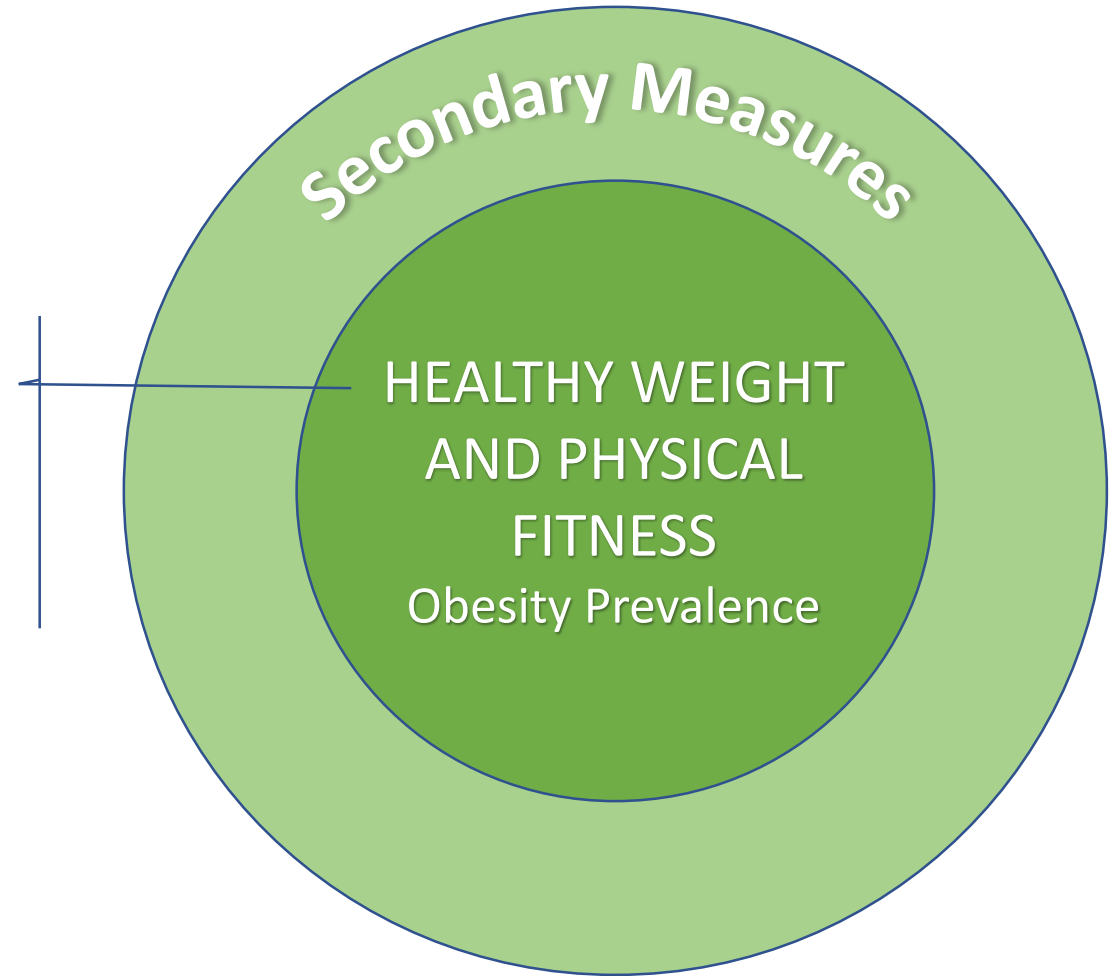 Secondary Measures
HEALTHY WEIGHT
AND PHYSICAL
FITNESS
Obesity Prevalence